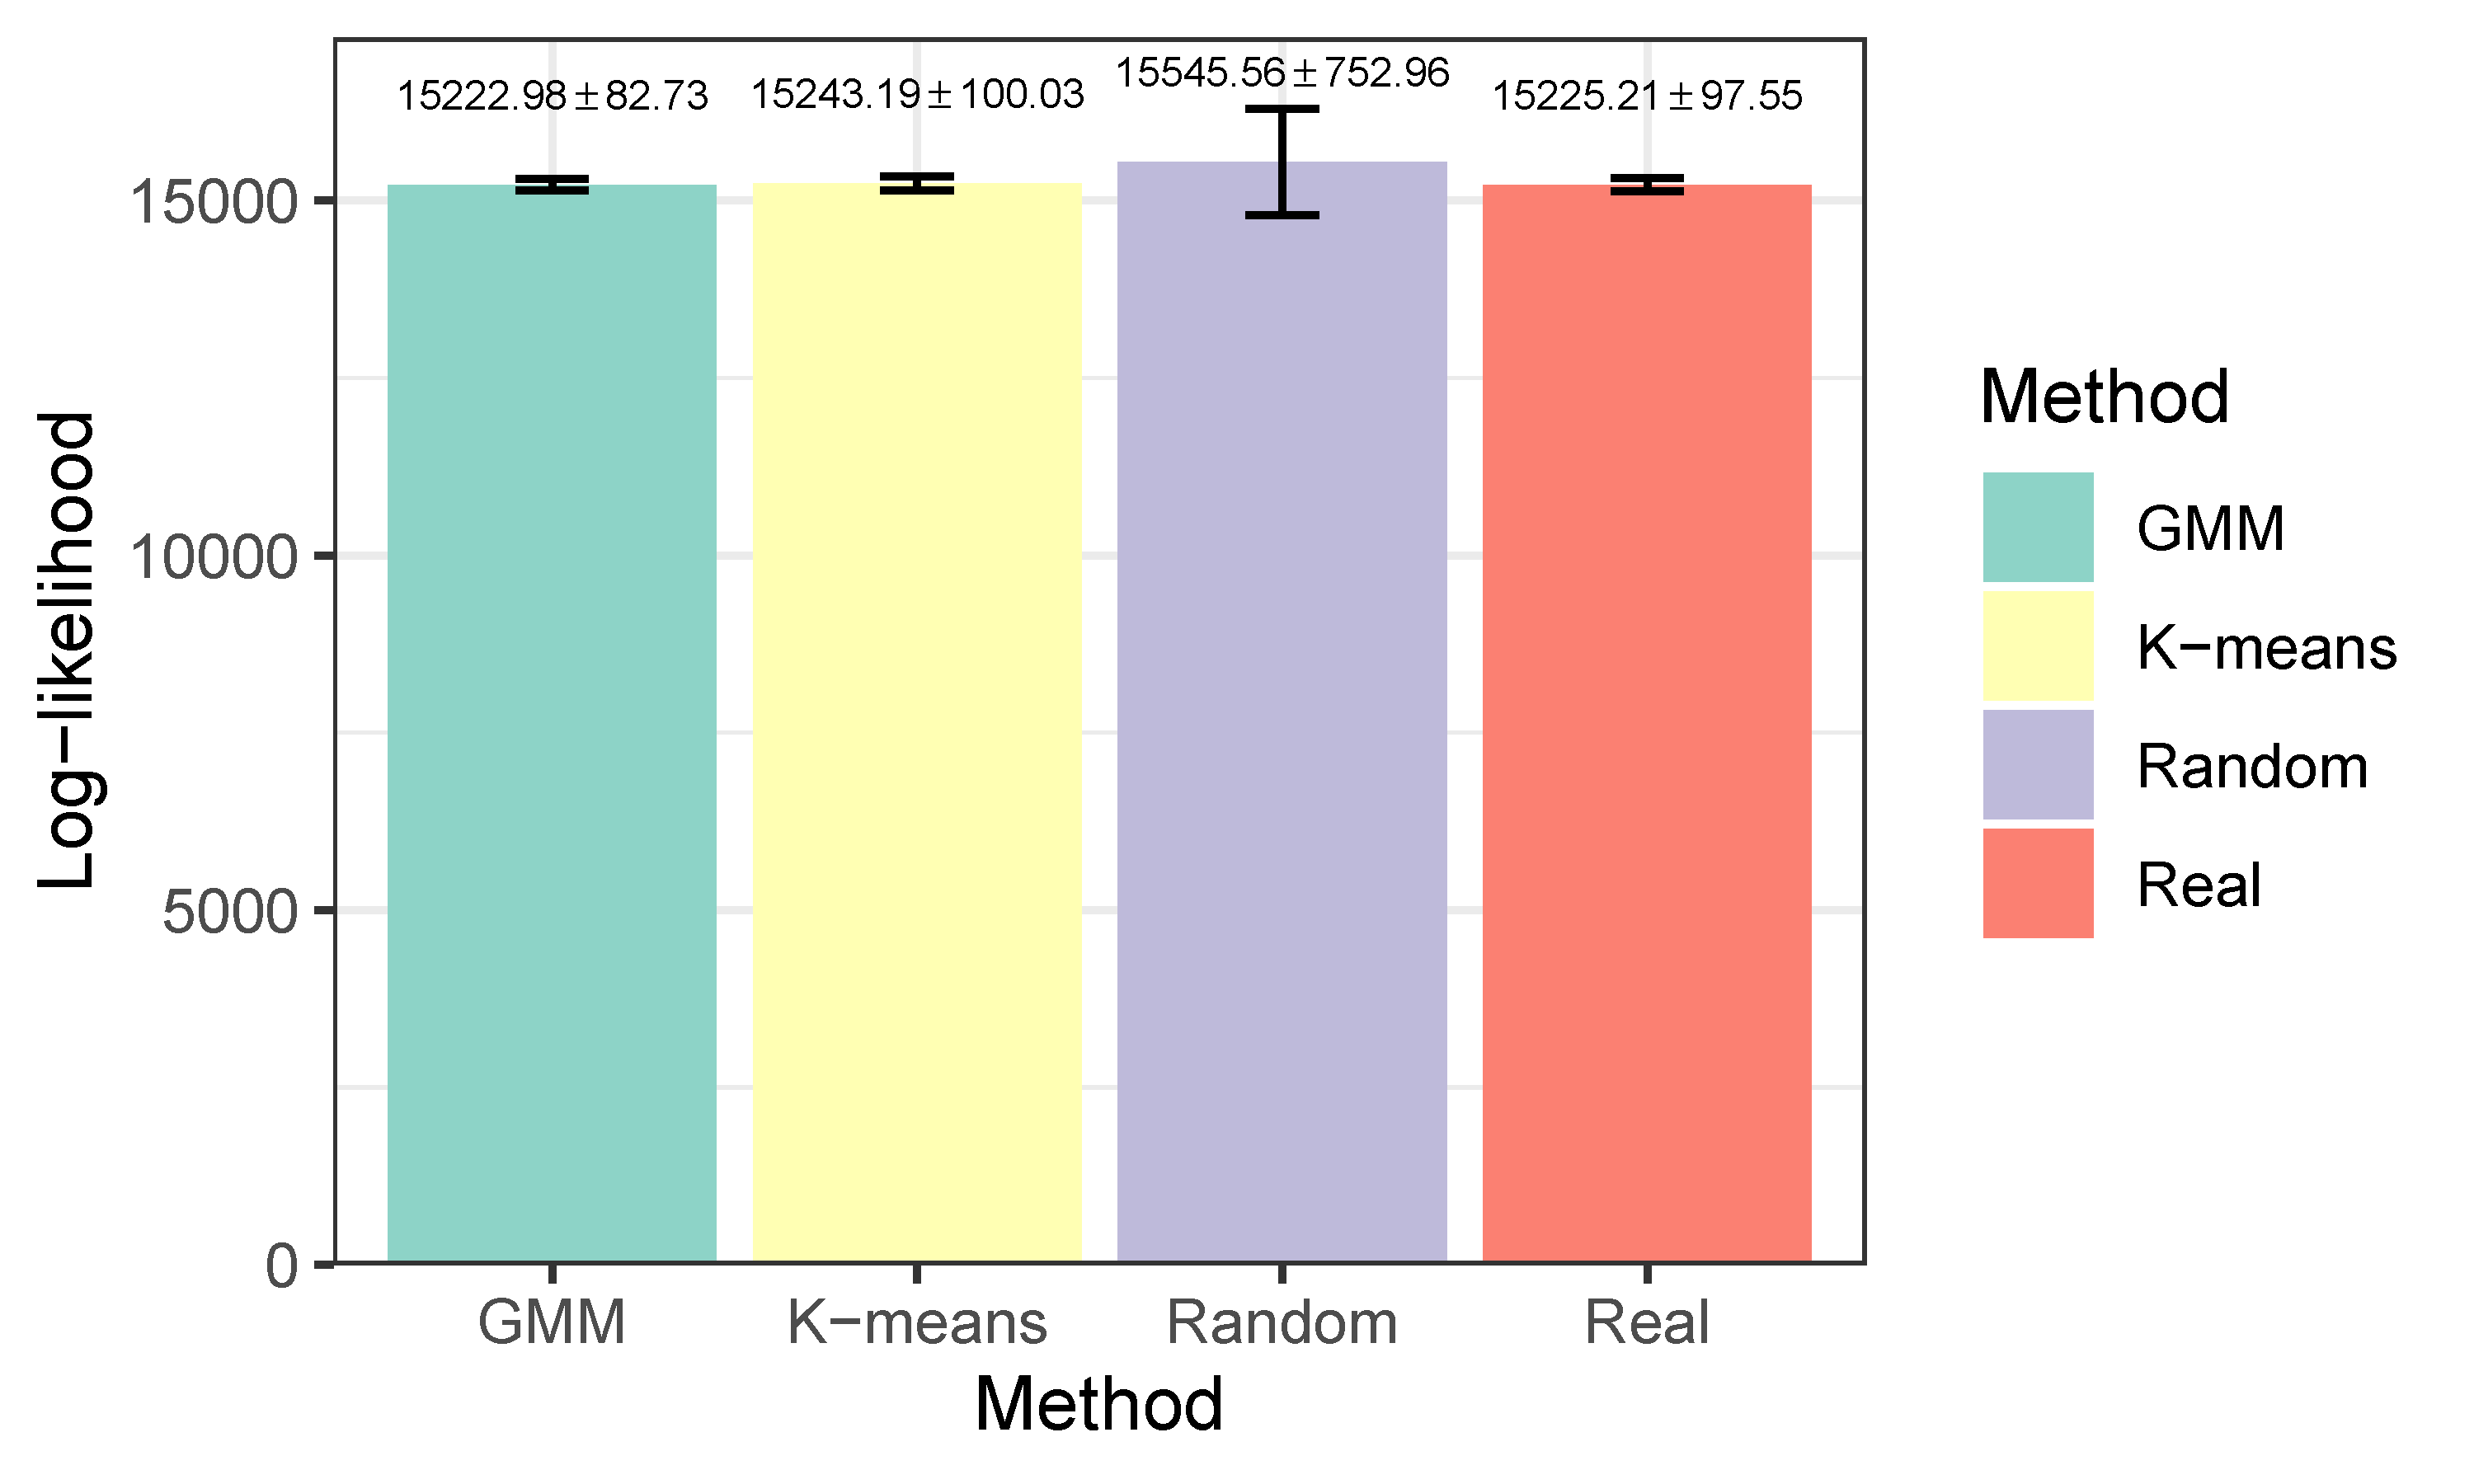 15222.98±82.73
15243.19±100.03
15545.56±752.96
15225.21±97.55
15000
10000
5000
0
Log-likelihood
GMM
K-means
Random
Real
Method
Method
GMM
K-means
Random
Real